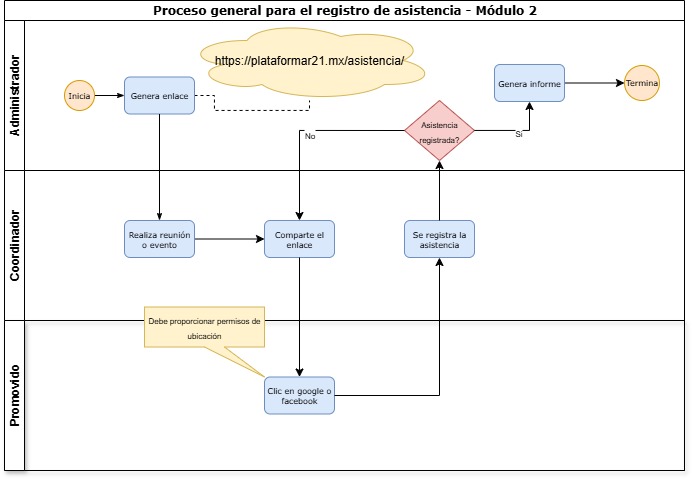 Proceso general para el registro de asistencia - Módulo 2
Administrador
https://plataformar21.mx/asistencia/
Inicia
Genera enlace
Genera informe
Termina
Asistencia
registrada?
No
Sí
Coordinador
Realiza reunión
o evento
Comparte el
enlace
Se registra la
asistencia
Promovido
Debe proporcionar permisos de
ubicación
Clic en google o
facebook